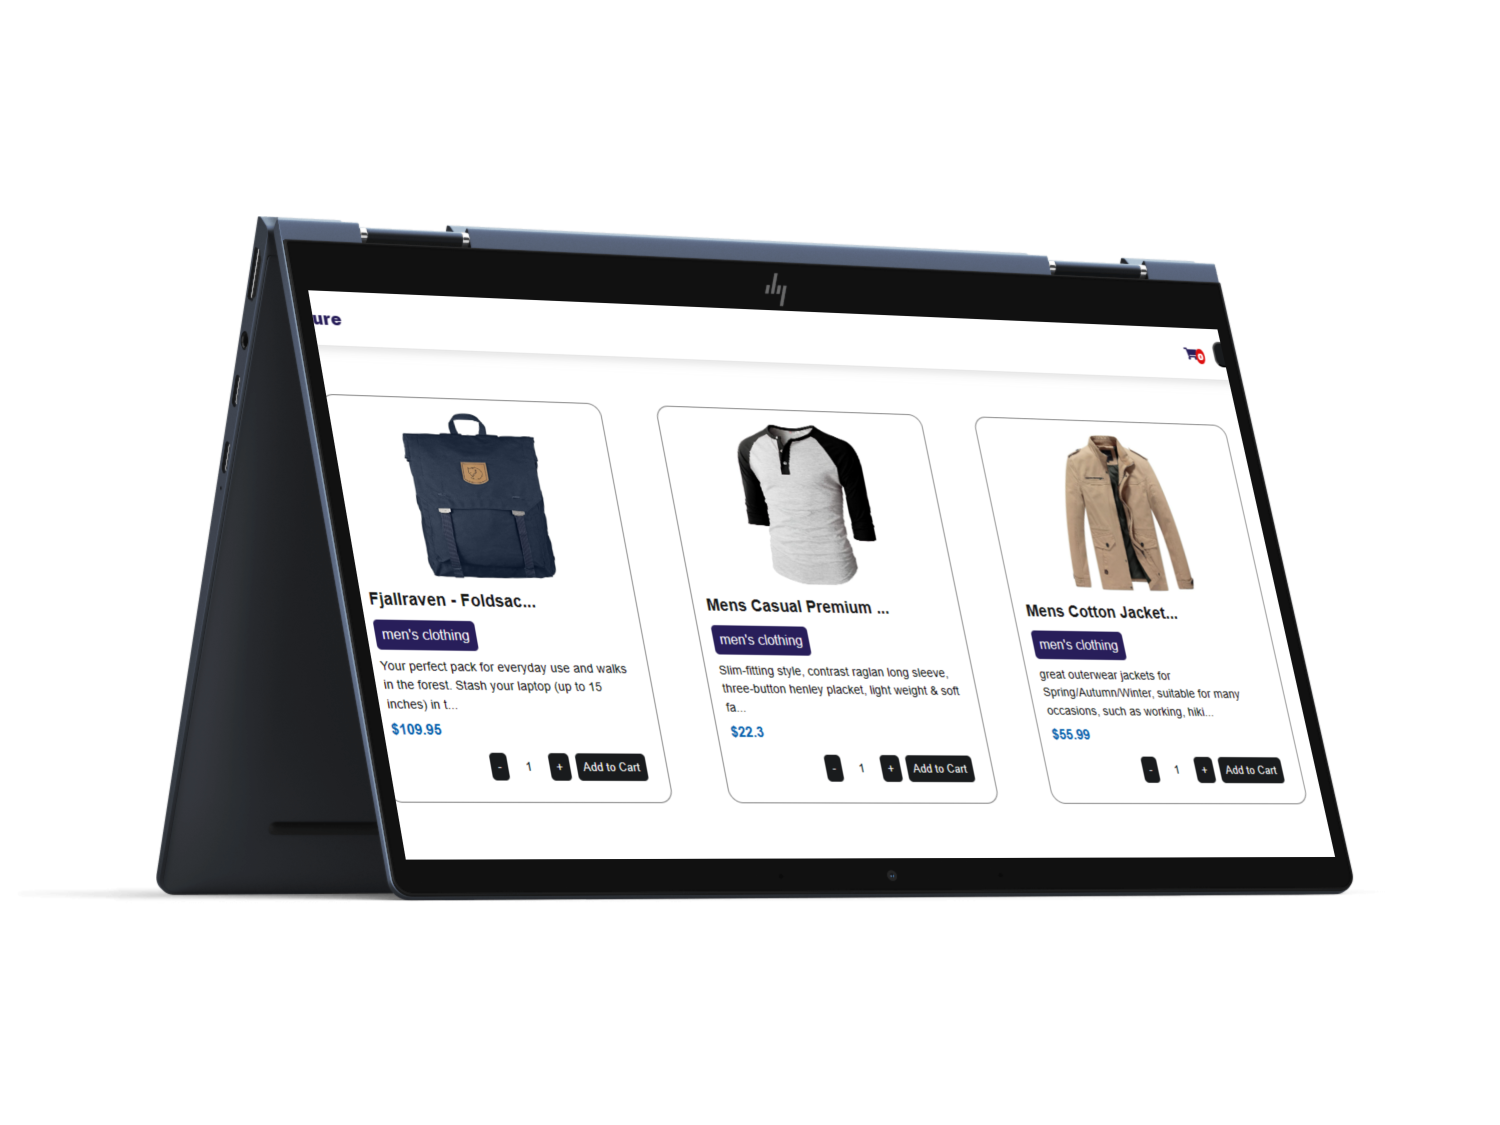 ure
0
Fjallraven - Foldsac...
men's clothing
Your perfect pack for everyday use and walks
in the forest. Stash your laptop (up to 15
inches) in t...
$109.95
- 1 + Add to Cart
Mens Casual Premium ...
men's clothing
Slim-fitting style, contrast raglan long sleeve,
three-button henley placket, light weight & soft
fa...
$22.3
- 1 + Add to Cart
Mens Cotton Jacket...
men's clothing
great outerwear jackets for
Spring/Autumn/Winter, suitable for many
occasions, such as working, hiki...
$55.99
- 1 + Add to Cart